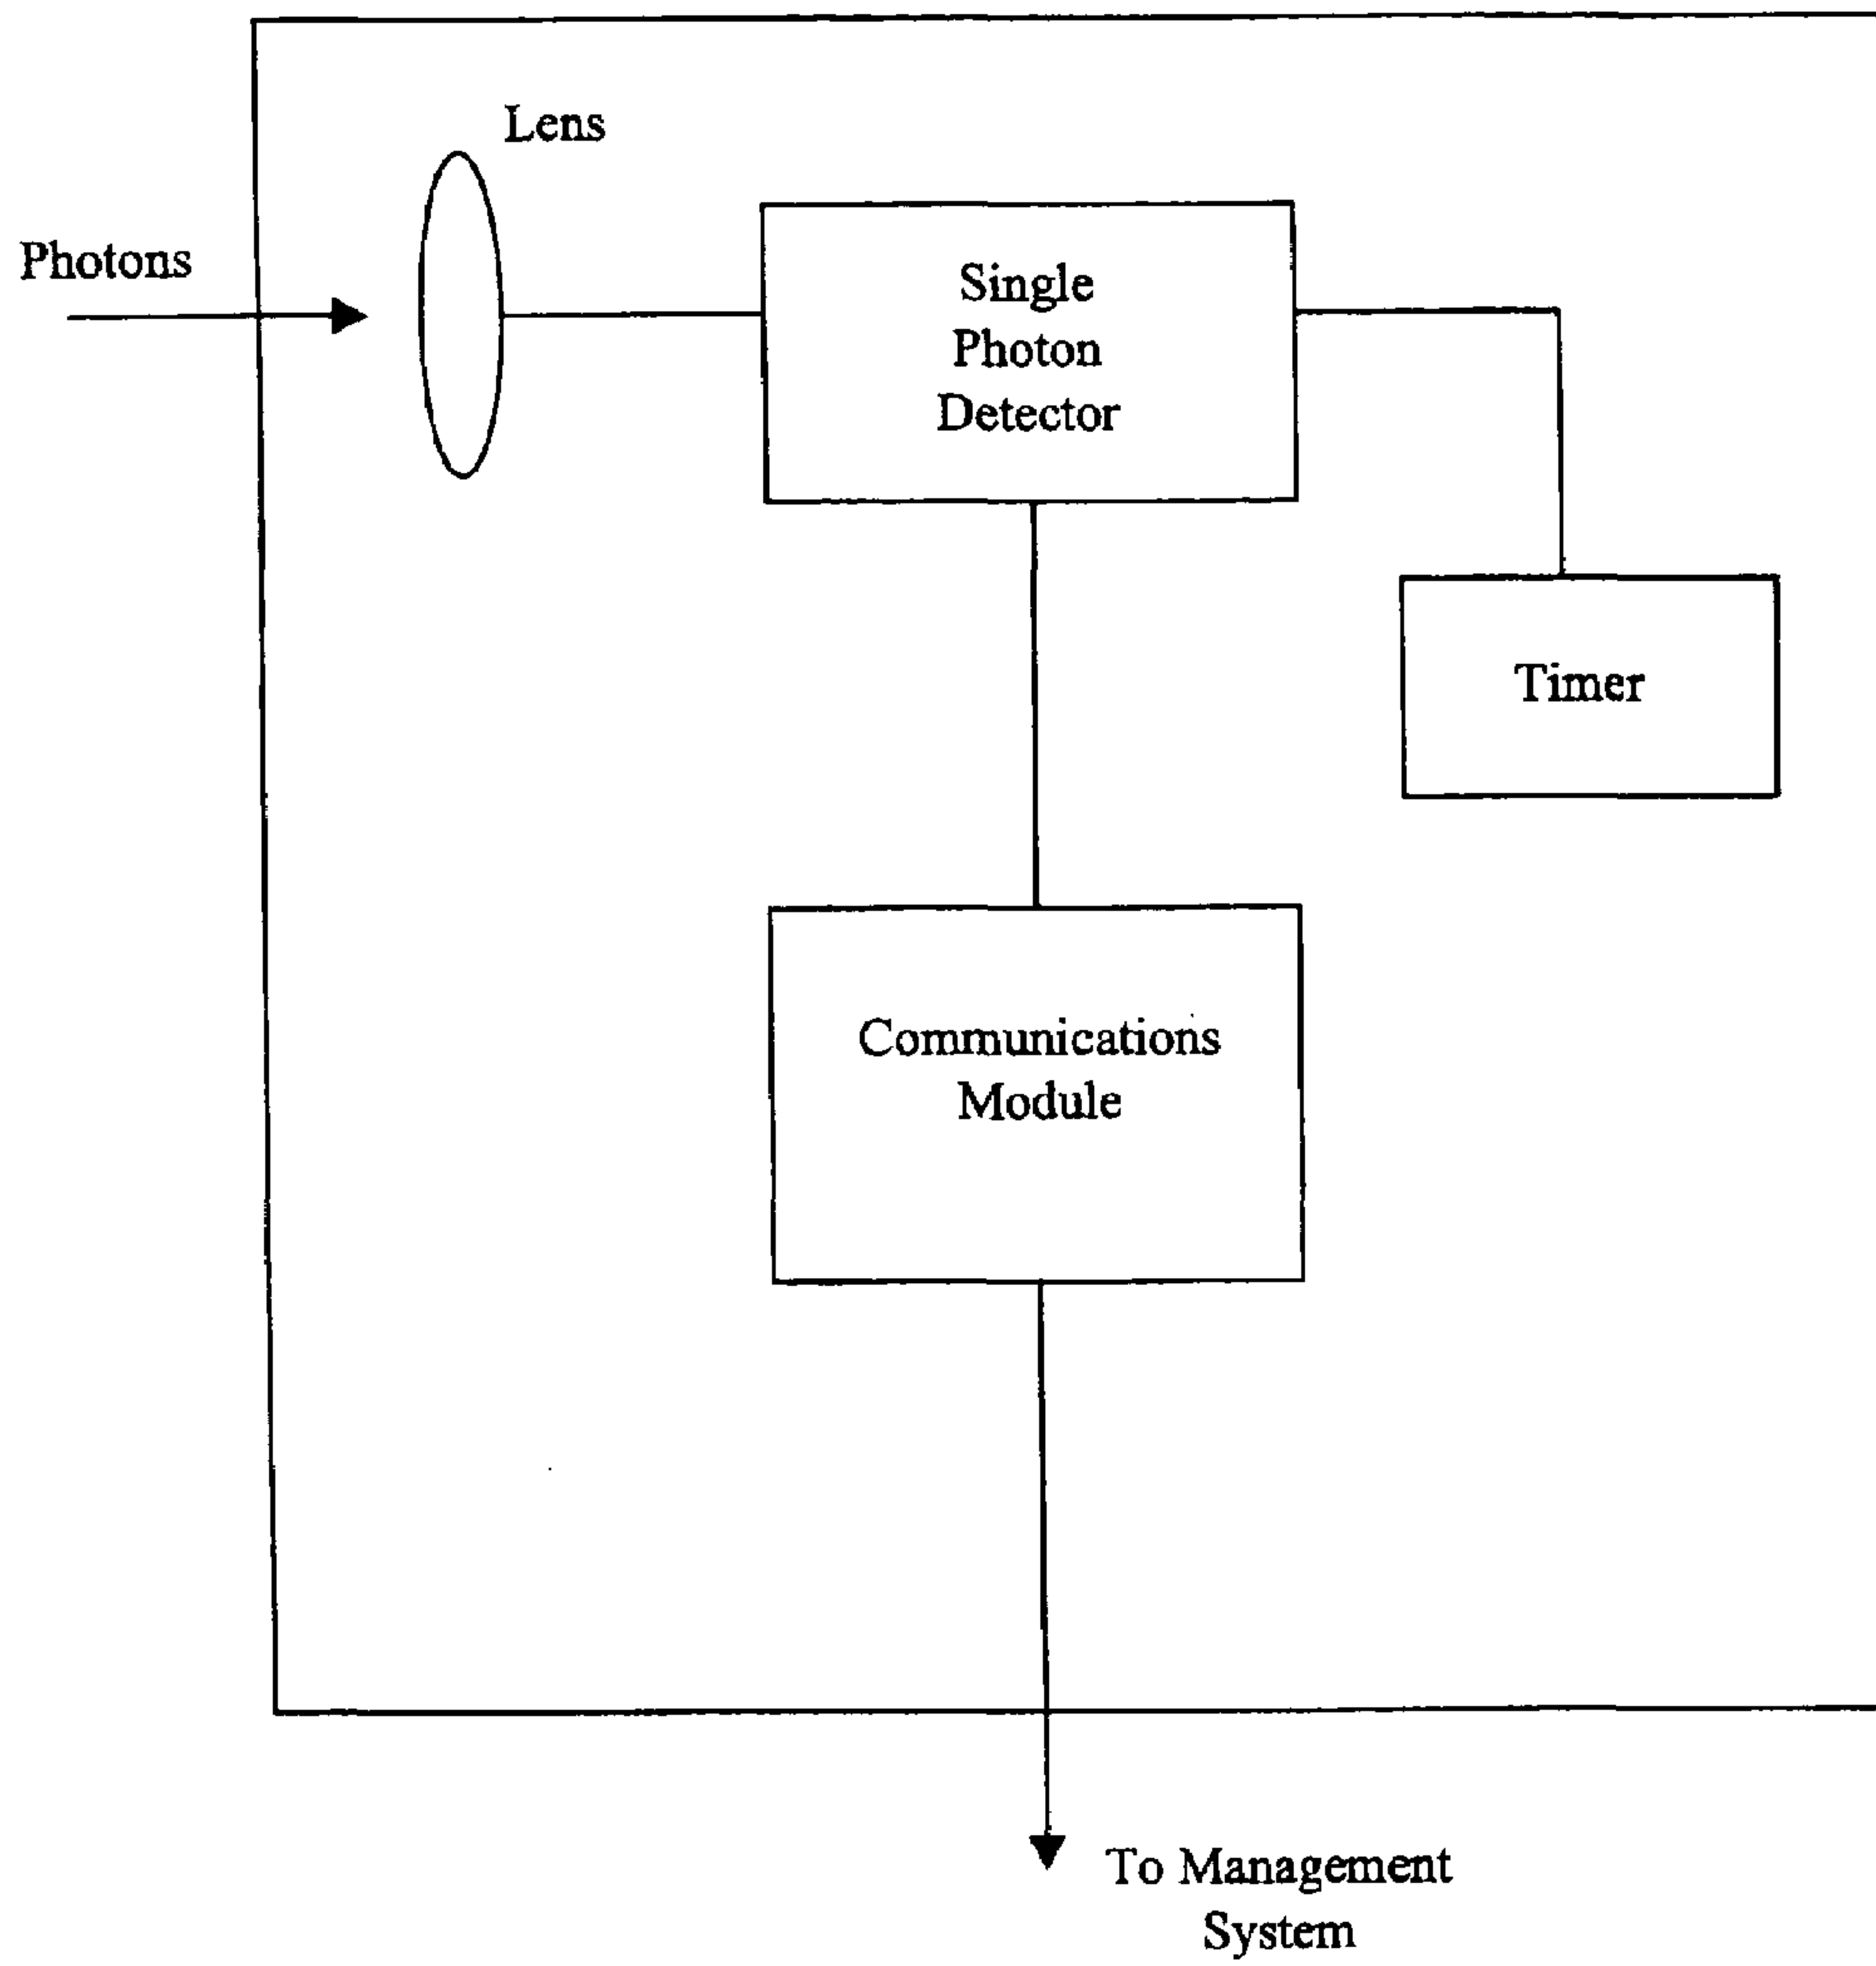 Lens
Photons
Single
Photon
Detector
Timer
Communications
Module
To Management
System